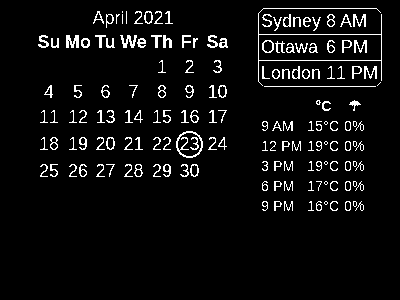 April 2021
Su Mo Tu We Th Fr Sa
1 2 3
4 5 6 7 8 9 10
11 12 13 14 15 16 17
18 19 20 21 22 23 24
25 26 27 28 29 30
Sydney 8 AM
Ottawa 6 PM
London 11 PM
°C ☂
9 AM 15°C 0%
12 PM 19°C 0%
3 PM 19°C 0%
6 PM 17°C 0%
9 PM 16°C 0%